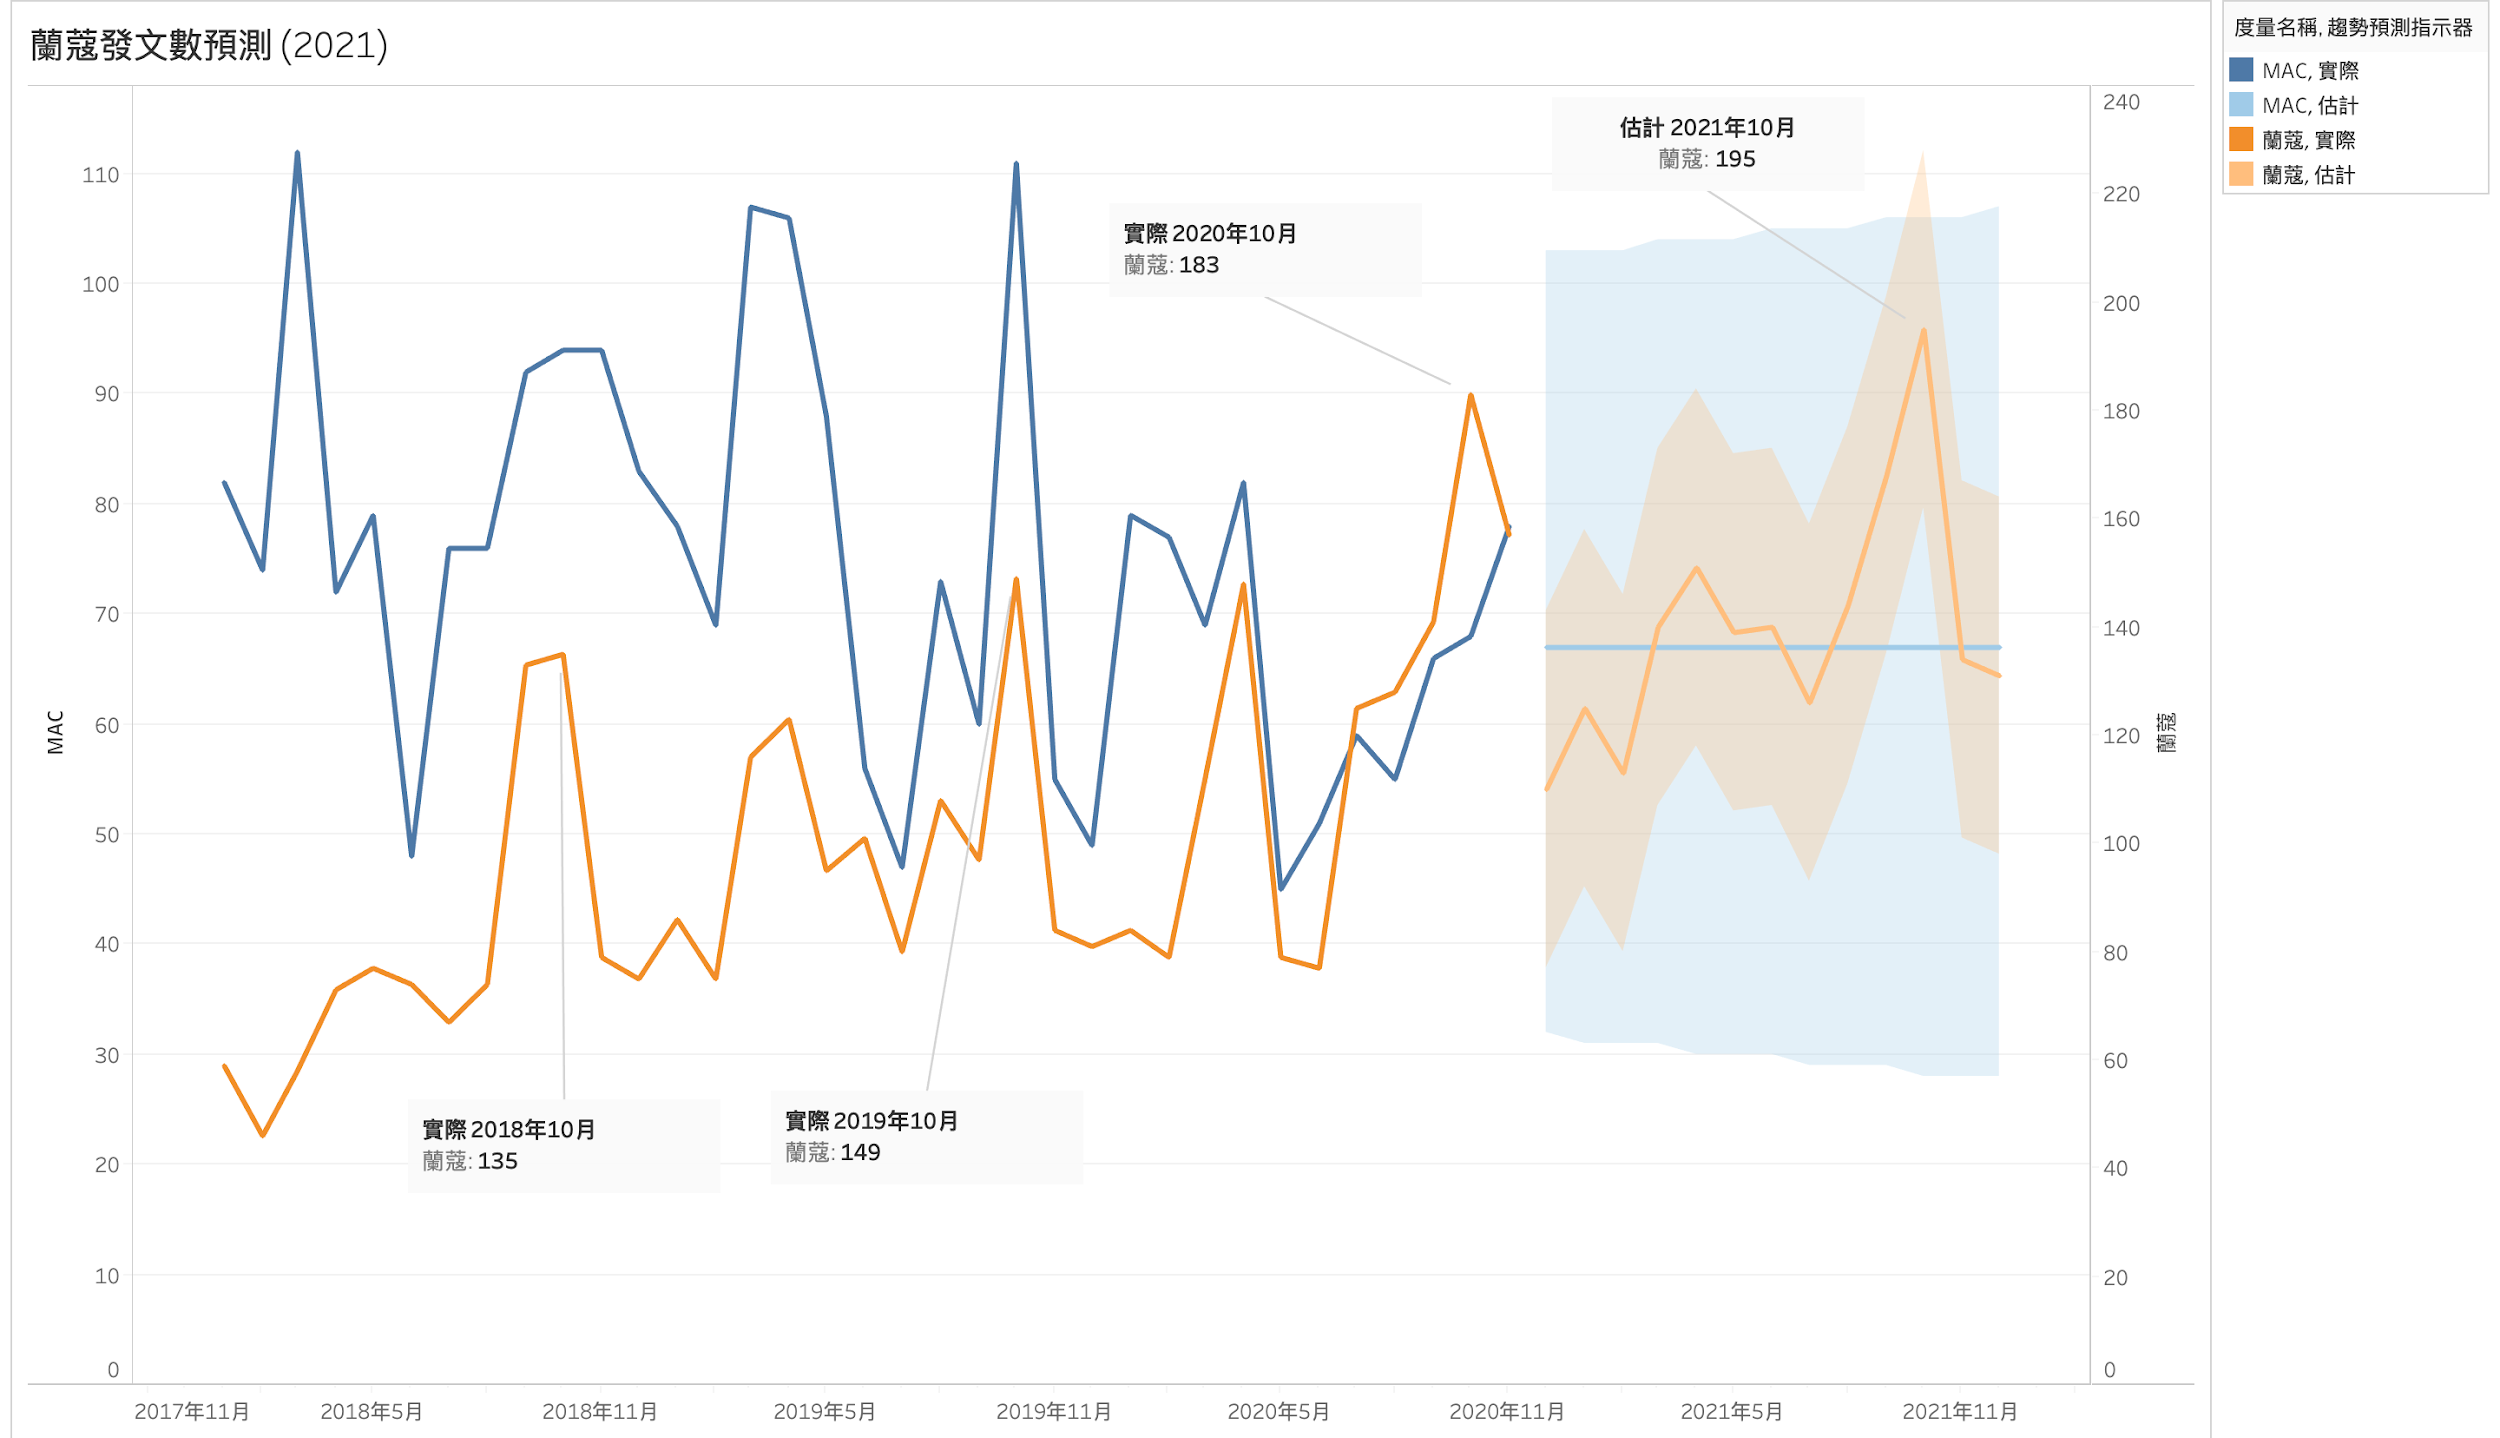 蘭蔻發文數預測 (2021)
度量名稱, 趨勢預測指示器
MAC, 實際
MAC, 估計
蘭蔻, 實際
蘭蔻, 估計
估計 2021年10月
蘭蔻: 195
實際 2020年10月
蘭蔻: 183
實際 2018年10月
蘭蔻: 135
實際 2019年10月
蘭蔻: 149
MAC
110
100
90
80
70
60
50
40
30
20
10
0
蘭蔻
240
220
200
180
160
140
120
100
80
60
40
20
0
2017年11月
2018年5月
2018年11月
2019年5月
2019年11月
2020年5月
2020年11月
2021年5月
2021年11月